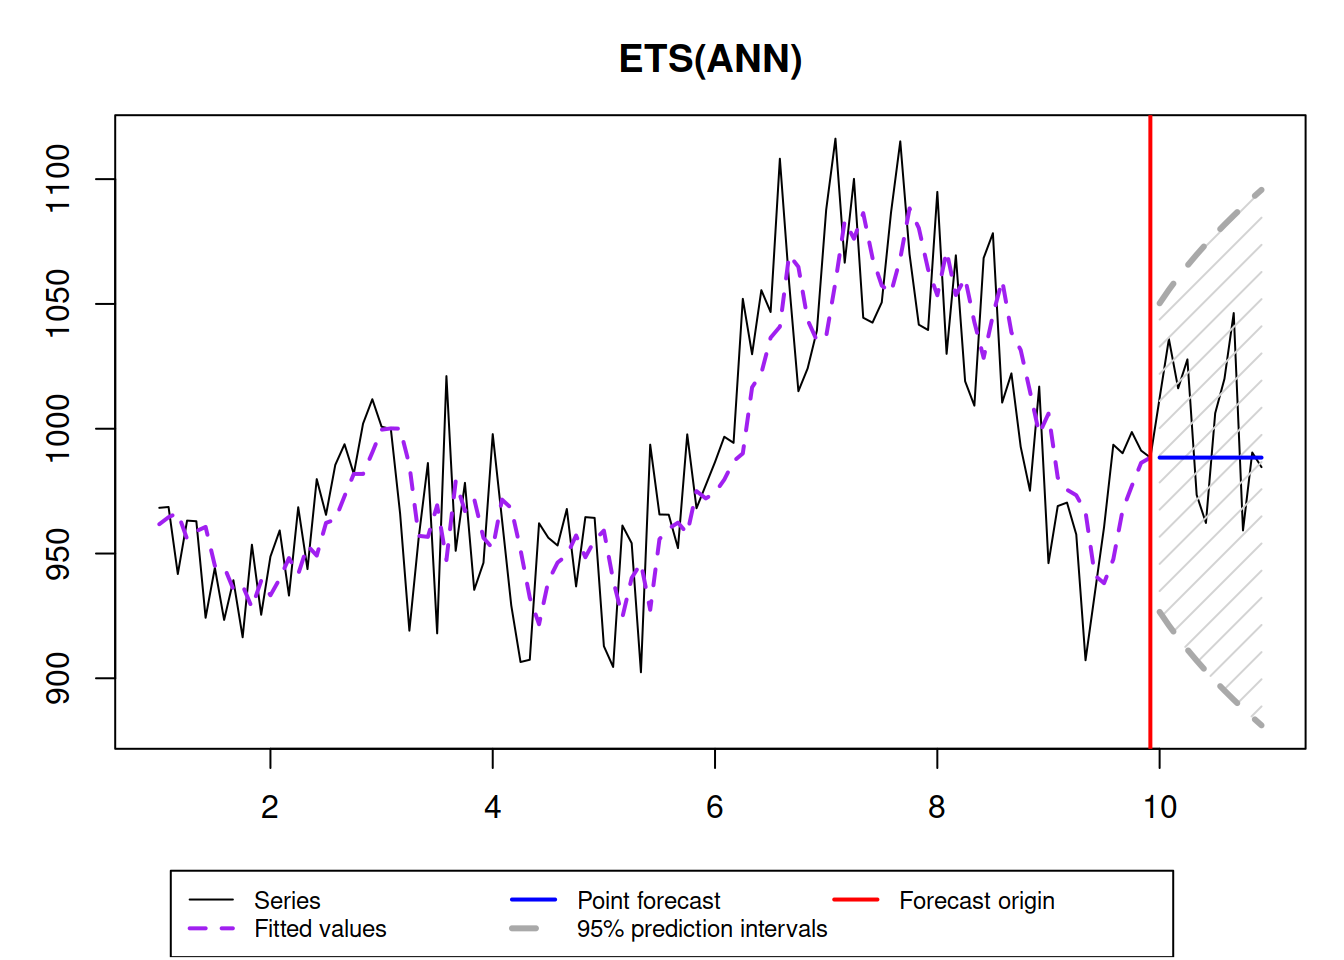 ETS(ANN)
1100
1050
1000
950
900
2 4 6 8 10
Series Point forecast Forecast origin
Fitted values 95% prediction intervals